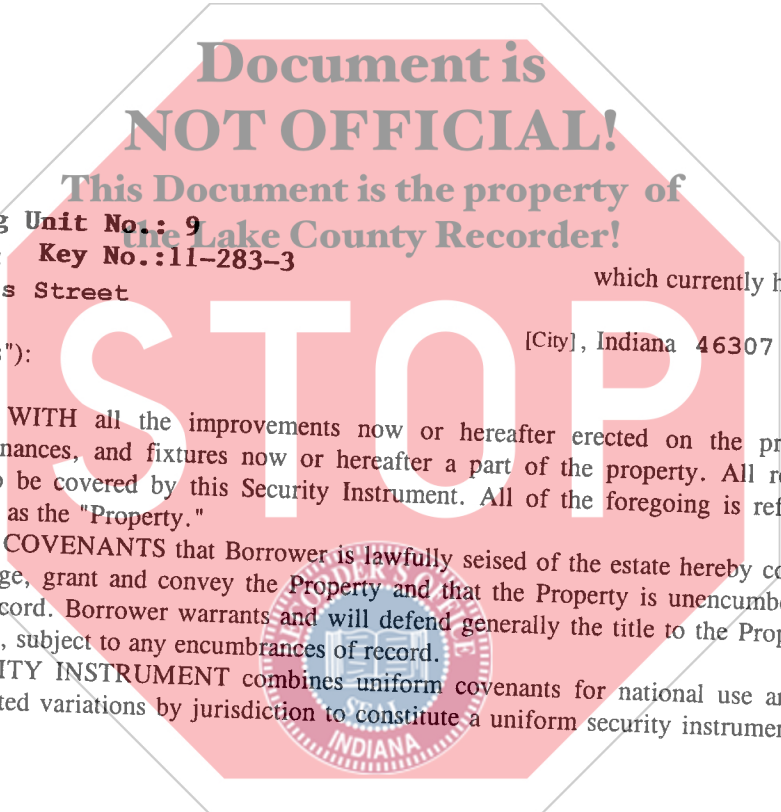 Document is
NOT OFFICIAL!
This Document is the property of
the Lake County Recorder!
g Unit No.: 9
Key No.:11-283-3
s Street
which currently h
[City], Indiana 46307
"):
STOP
WITH all the improvements now or hereafter erected on the pr
nances, and fixtures now or hereafter a part of the property. All r
be covered by this Security Instrument. All of the foregoing is ref
as the "Property."
COVENANTS that Borrower is lawfully seised of the estate hereby co
ge, grant and convey the Property and that the Property is unencumb
cord. Borrower warrants and will defend generally the title to the Prop
, subject to any encumbrances of record.
ITY INSTRUMENT combines uniform covenants for national use a
ted variations by jurisdiction to constitute a uniform security instrumen
RECORDER'S OFFICE
SEAL
INDIANA